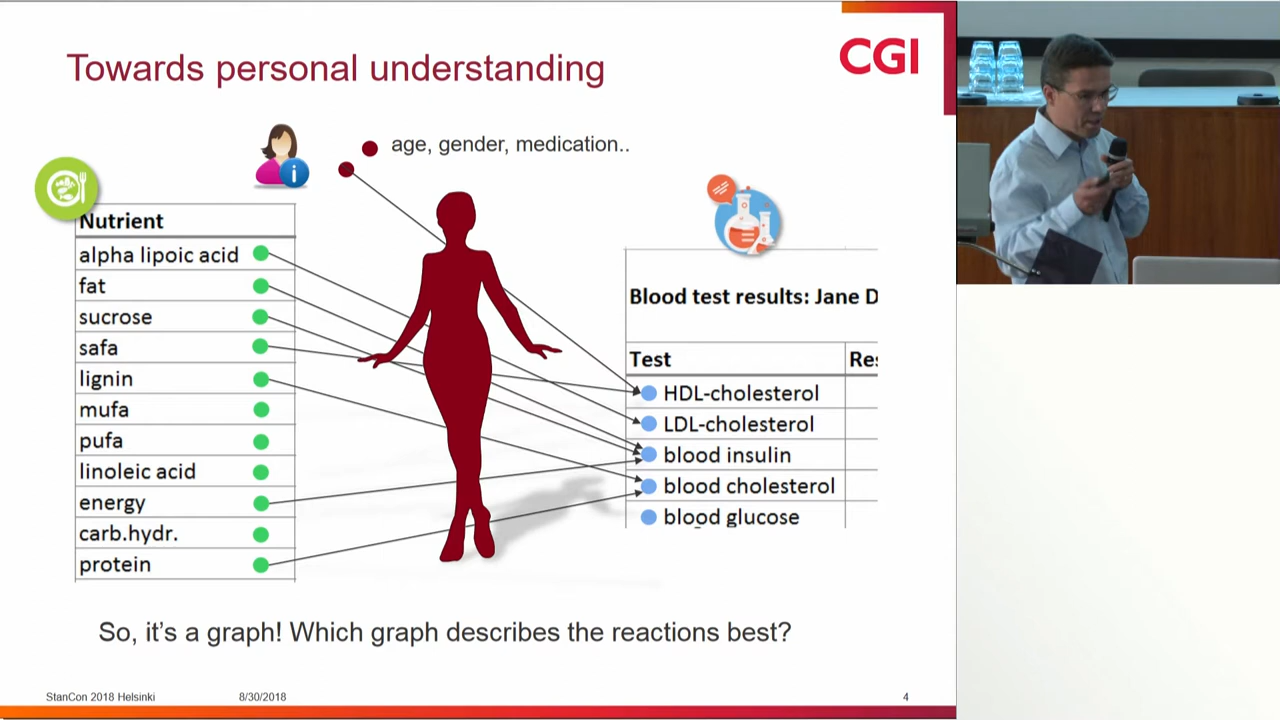 Towards personal understanding
CGI
age, gender, medication..
i
Nutrient
alpha lipoic acid
fat
sucrose
safa
lignin
mufa
pufa
linoleic acid
energy
carb.hydr.
protein
Blood test results: Jane D
Test
Re
HDL-cholesterol
LDL-cholesterol
blood insulin
blood cholesterol
blood glucose
So, it's a graph! Which graph describes the reactions best?
StanCon 2018 Helsinki
8/30/2018
4